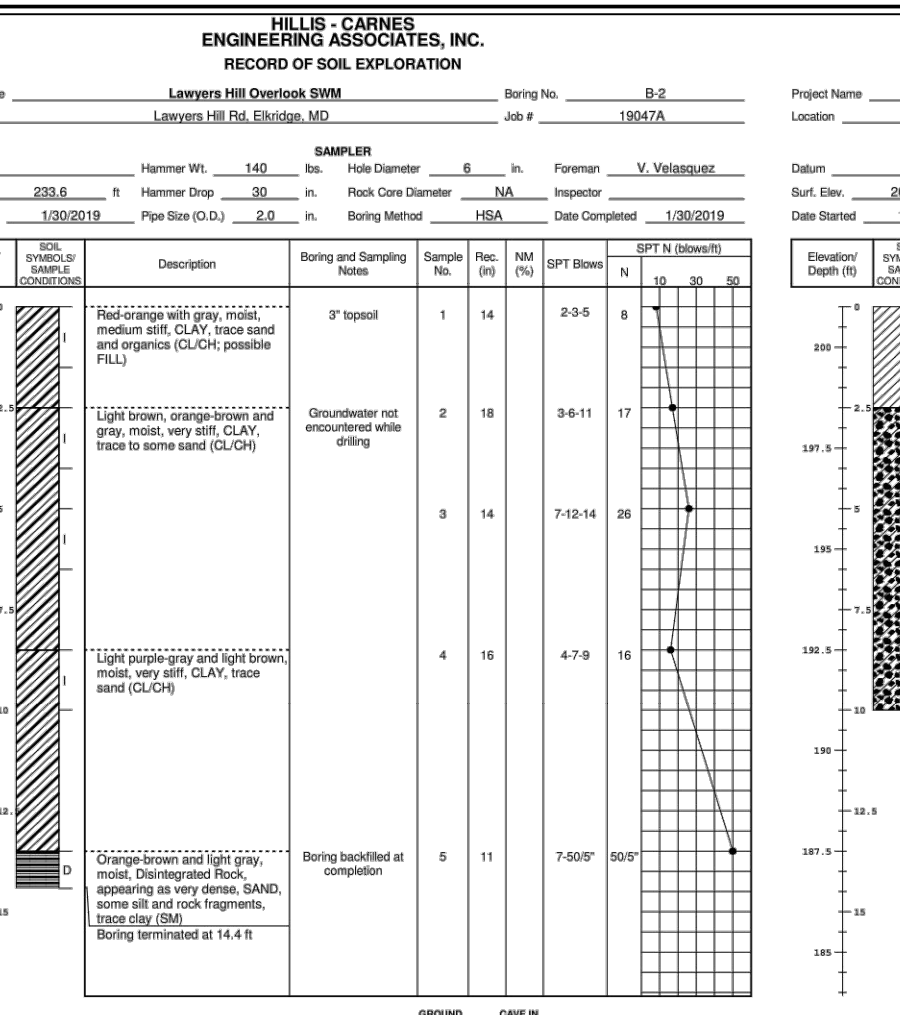 HILLIS - CARNES
ENGINEERING ASSOCIATES, INC.
RECORD OF SOIL EXPLORATION
Lawyers Hill Overlook SWM Boring No. B-2 Project Name
Lawyers Hill Rd, Elkridge, MD Job # 19047A Location
SAMPLER
Hammer Wt. 140 lbs. Hole Diameter 6 in. Foreman V. Velasquez Datum
233.6 ft Hammer Drop 30 in. Rock Core Diameter NA Inspector Surf. Elev.
1/30/2019 Pipe Size (O.D.) 2.0 in. Boring Method HSA Date Completed 1/30/2019 Date Started
SOIL
SYMBOLS/
SAMPLE
CONDITIONS
Description
Boring and Sampling
Notes
Sample
No.
Rec.
(in)
NM
(%)
SPT Blows
SPT N (blows/ft)
N
10 30 50
Elevation/
Depth (ft)
Red-orange with gray, moist,
medium stiff, CLAY, trace sand
and organics (CL/CH; possible
FILL)
3" topsoil
1 14 2-3-5 8
I
Light brown, orange-brown and
gray, moist, very stiff, CLAY,
trace to some sand (CL/CH)
Groundwater not
encountered while
drilling
2 18 3-6-11 17
I
3 14 7-12-14 26
I
Light purple-gray and light brown,
moist, very stiff, CLAY, trace
sand (CL/CH)
4 16 4-7-9 16
I
Orange-brown and light gray,
moist, Disintegrated Rock,
appearing as very dense, SAND,
some silt and rock fragments,
trace clay (SM)
Boring terminated at 14.4 ft
Boring backfilled at
completion
5 11 7-50/5" 50/5"
D
0
200
2.5
197.5
5
195
7.5
192.5
10
190
12.5
187.5
15
185
GROUND CAVE IN